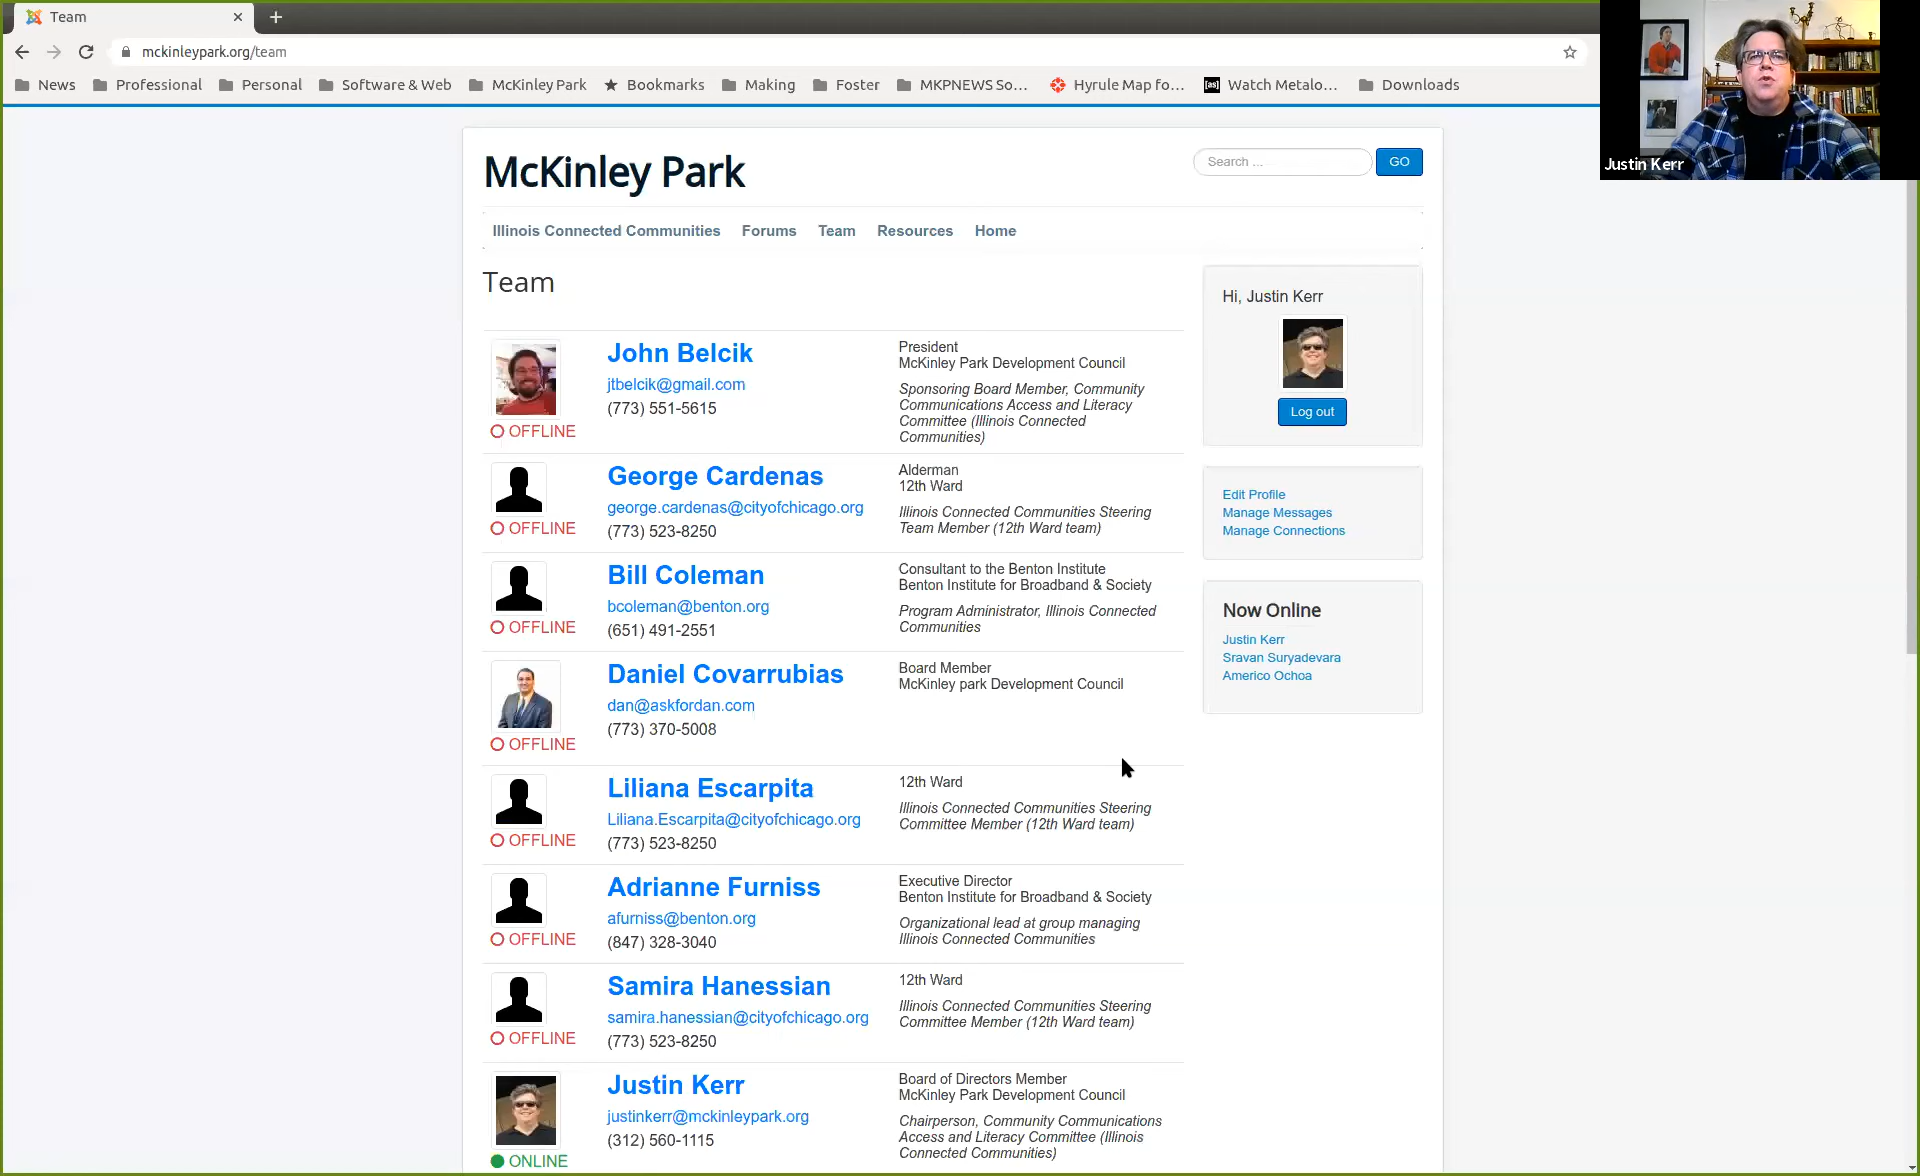 Team
mckinleypark.org/team
News Professional Personal Software & Web McKinley Park Bookmarks Making Foster MKPNEWS So... Hyrule Map fo... [as] Watch Metalo... Downloads
Justin Kerr
McKinley Park
Search ...
GO
Illinois Connected Communities Forums Team Resources Home
Team
John Belcik
jtbelcik@gmail.com
(773) 551-5615
OFFLINE
President
McKinley Park Development Council
Sponsoring Board Member, Community
Communications Access and Literacy
Committee (Illinois Connected
Communities)
George Cardenas
george.cardenas@cityofchicago.org
(773) 523-8250
OFFLINE
Alderman
12th Ward
Illinois Connected Communities Steering
Team Member (12th Ward team)
Bill Coleman
bcoleman@benton.org
(651) 491-2551
OFFLINE
Consultant to the Benton Institute
Benton Institute for Broadband & Society
Program Administrator, Illinois Connected
Communities
Daniel Covarrubias
dan@askfordan.com
(773) 370-5008
OFFLINE
Board Member
McKinley park Development Council
Liliana Escarpita
Liliana.Escarpita@cityofchicago.org
(773) 523-8250
OFFLINE
12th Ward
Illinois Connected Communities Steering
Committee Member (12th Ward team)
Adrianne Furniss
afurniss@benton.org
(847) 328-3040
OFFLINE
Executive Director
Benton Institute for Broadband & Society
Organizational lead at group managing
Illinois Connected Communities
Samira Hanessian
samira.hanessian@cityofchicago.org
(773) 523-8250
OFFLINE
12th Ward
Illinois Connected Communities Steering
Committee Member (12th Ward team)
Justin Kerr
justinkerr@mckinleypark.org
(312) 560-1115
ONLINE
Board of Directors Member
McKinley Park Development Council
Chairperson, Community Communications
Access and Literacy Committee (Illinois
Connected Communities)
Hi, Justin Kerr
Log out
Edit Profile
Manage Messages
Manage Connections
Now Online
Justin Kerr
Sravan Suryadevara
Americo Ochoa